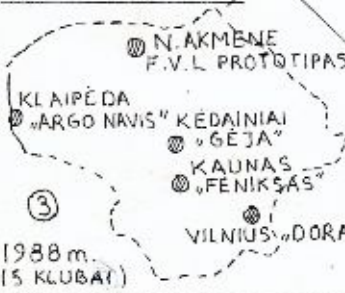 N. AKMENĖ
F.V.L PROTOTIPAS
KLAIPĖDA
„ARGO NAVIS"
KĖDAINIAI
„GĖJA"
KAUNAS
„FENIKSAS"
VILNIUS „DORA
③
1988 m.
(5 KLUBAI)